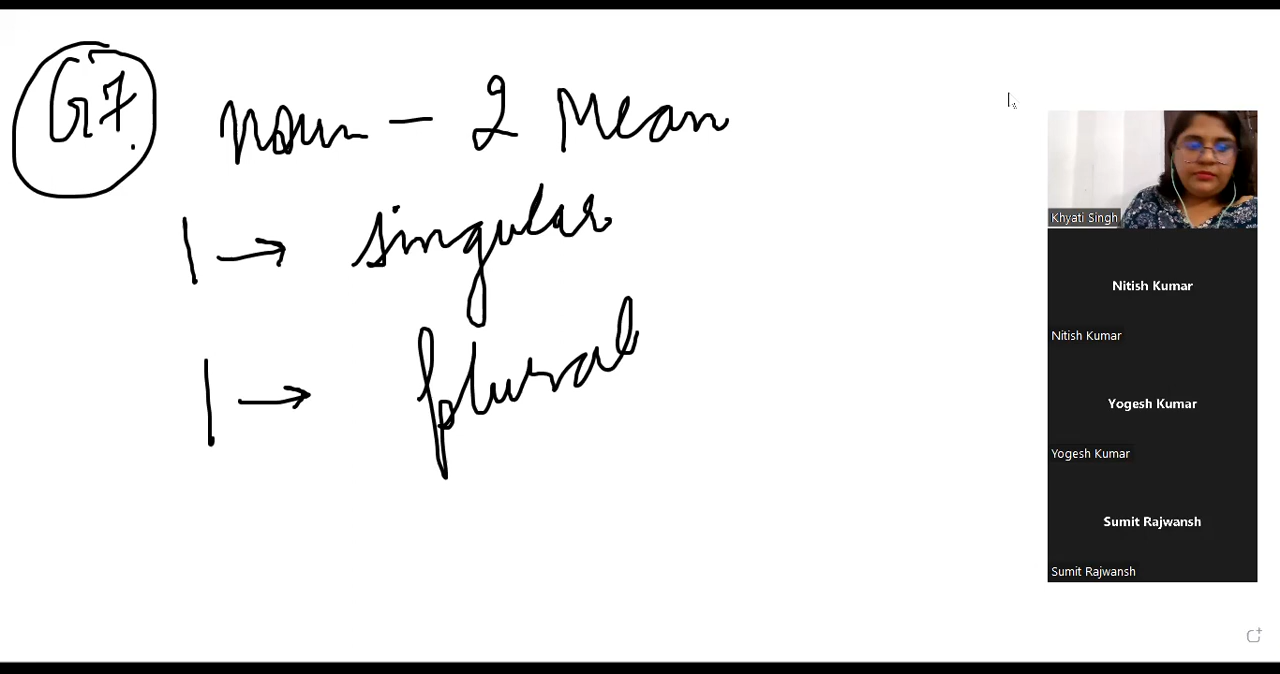 G7. noun - 2 Mean
1 → singular
1 → plural
Khyati Singh
Nitish Kumar
Nitish Kumar
Yogesh Kumar
Yogesh Kumar
Sumit Rajwansh
Sumit Rajwansh